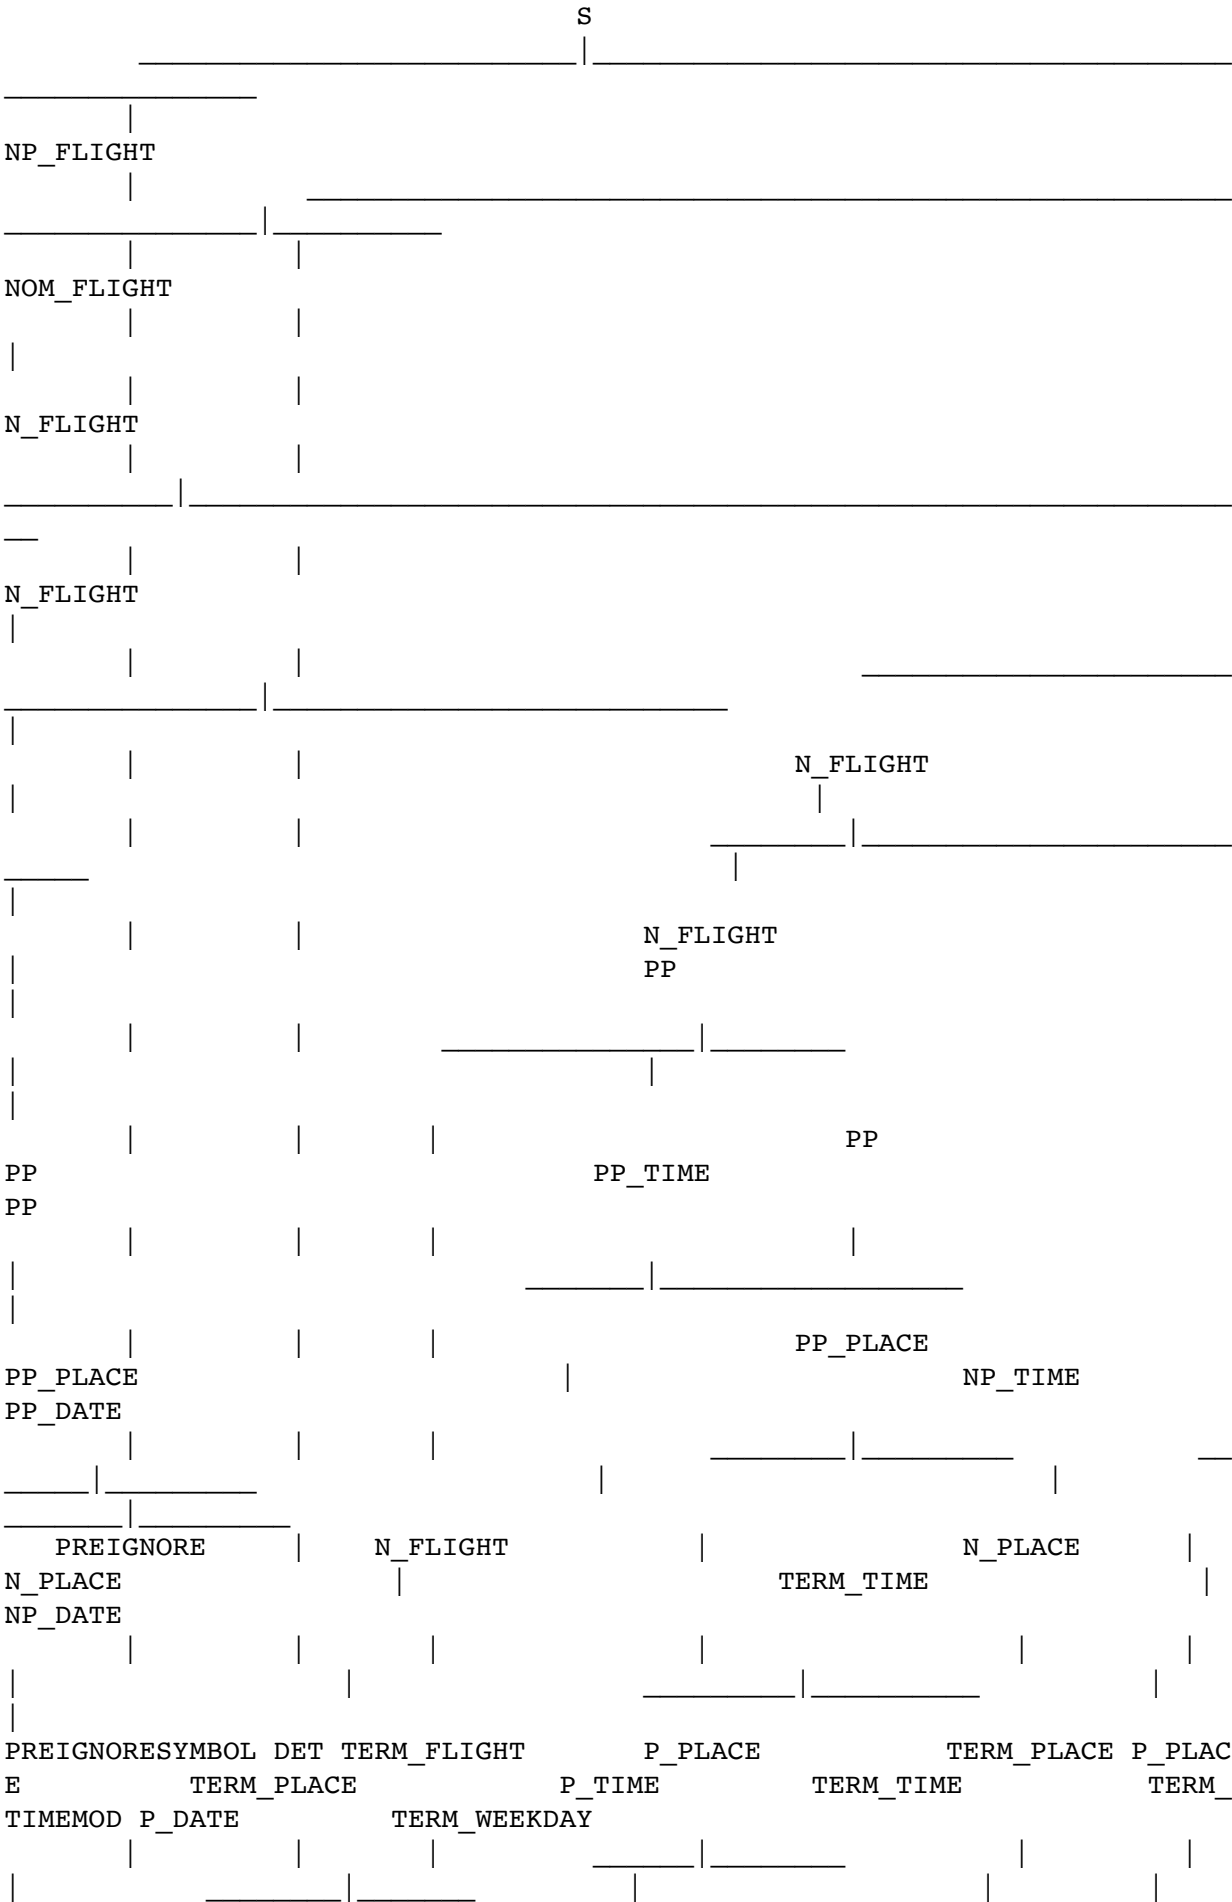 S
NP_FLIGHT
NOM_FLIGHT
N_FLIGHT
N_FLIGHT
N_FLIGHT
N_FLIGHT
PP
PP
PP PP_TIME
PP
PP_PLACE
PP_PLACE NP_TIME
PP_DATE
PREIGNORE N_FLIGHT N_PLACE
N_PLACE TERM_TIME
NP_DATE
PREIGNORESYMBOL DET TERM_FLIGHT P_PLACE TERM_PLACE P_PLAC
E TERM_PLACE P_TIME TERM_TIME TERM_
TIMEMOD P_DATE TERM_WEEKDAY